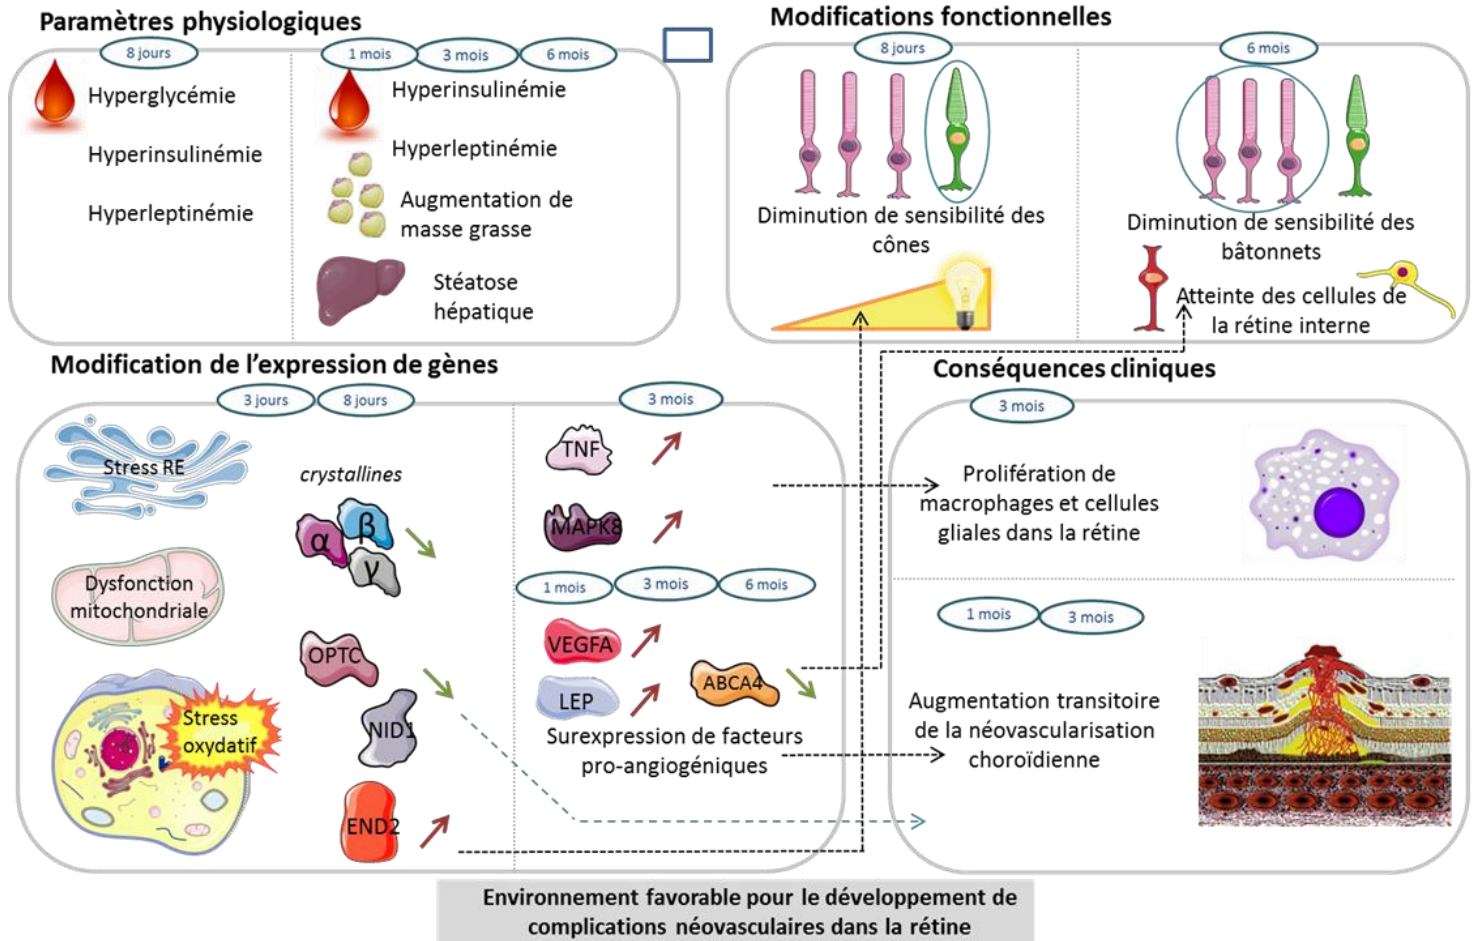 Paramètres physiologiques
8 jours
Hyperglycémie
Hyperinsulinémie
Hyperleptinémie
1 mois
3 mois
6 mois
Hyperinsulinémie
Hyperleptinémie
Augmentation de
masse grasse
Stéatose
hépatique
Modifications fonctionnelles
8 jours
Diminution de sensibilité des
cônes
6 mois
Diminution de sensibilité des
bâtonnets
Atteinte des cellules de
la rétine interne
Modification de l'expression de gènes
3 jours
8 jours
Stress RE
Dysfonction
mitochondriale
Stress
oxydatif
crystallines
α
β
γ
OPTC
NID1
END2
3 mois
TNF
MAPK8
1 mois
3 mois
6 mois
VEGFA
LEP
ABCA4
Surexpression de facteurs
pro-angiogéniques
Conséquences cliniques
3 mois
Prolifération de
macrophages et cellules
gliales dans la rétine
1 mois
3 mois
Augmentation transitoire
de la néovascularisation
choroïdienne
Environnement favorable pour le développement de
complications néovasculaires dans la rétine